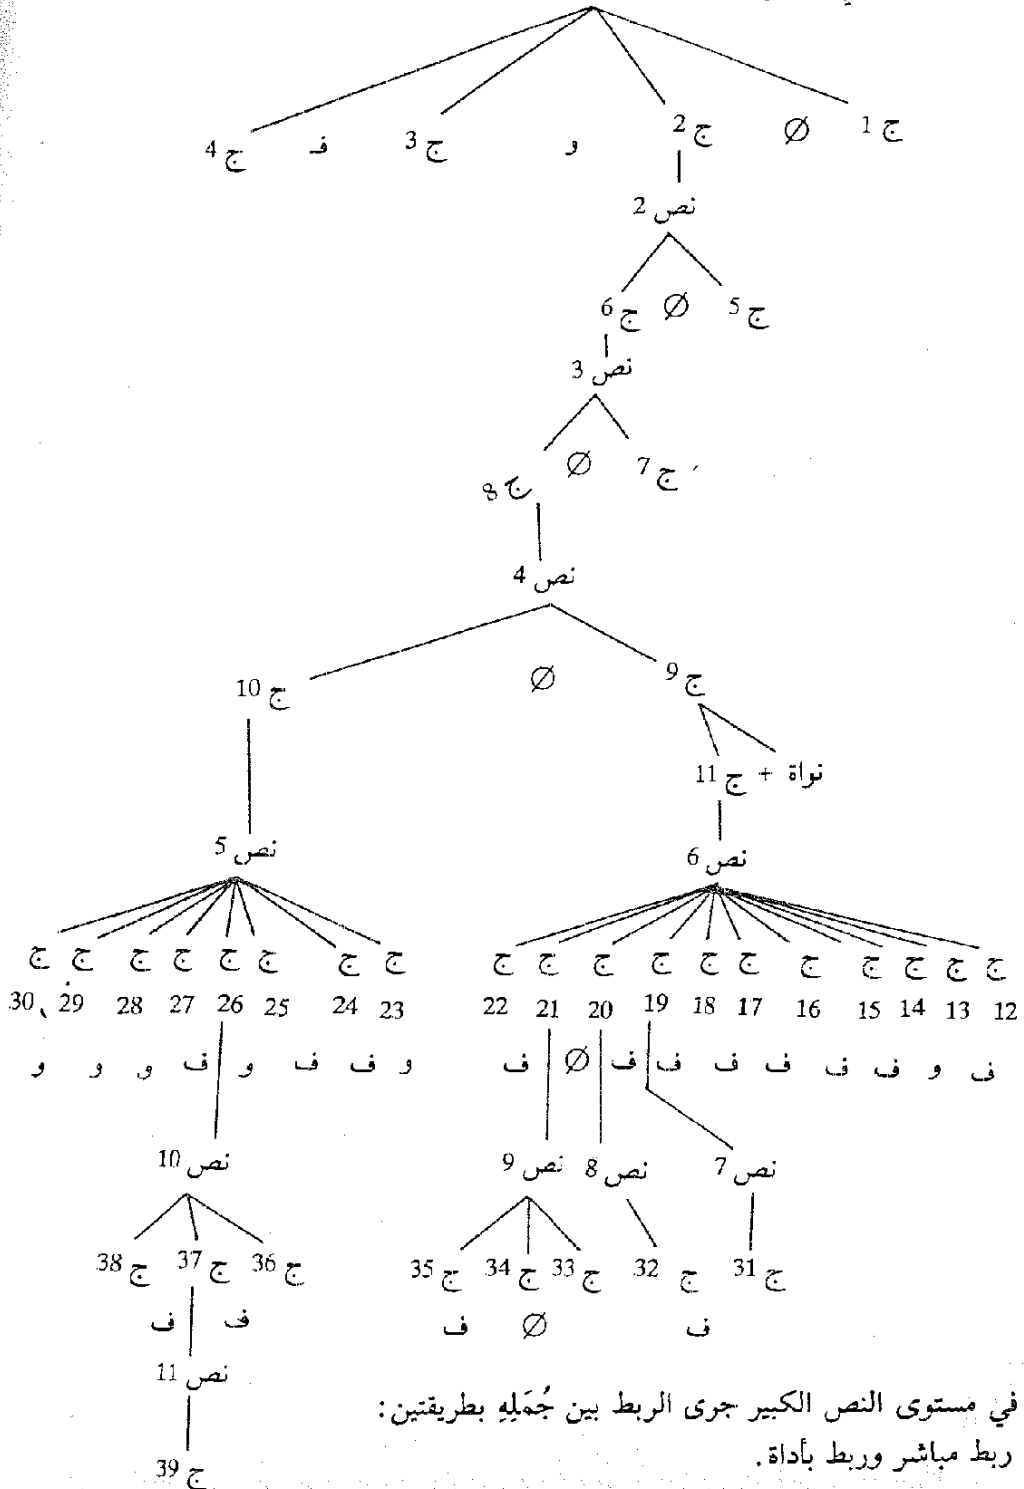 ج 1 Ø ج 2 و ج 3 فـ ج 4
نص 2
ج 5 Ø ج 6
نص 3
ج 7 Ø ج 8
نص 4
ج 9 Ø ج 10
نواة + ج 11
نص 6 نص 5
ج ج ج ج ج ج ج ج ج ج ج ج ج ج ج ج ج ج ج
12 13 14 15 16 17 18 19 20 21 22 23 24 25 26 27 28 29 30
ف و ف ف ف ف ف ف Ø ف و ف ف و ف و و و
نص 7 نص 8 نص 9 نص 10
ج 31 ج 32 ج 33 ج 34 ج 35 ج 36 ج 37 ج 38
ف Ø ف ف ف
نص 11
في مستوى النص الكبير جرى الربط بين جُمَلِهِ بطريقتين:
ربط مباشر وربط بأداة.
ج 39